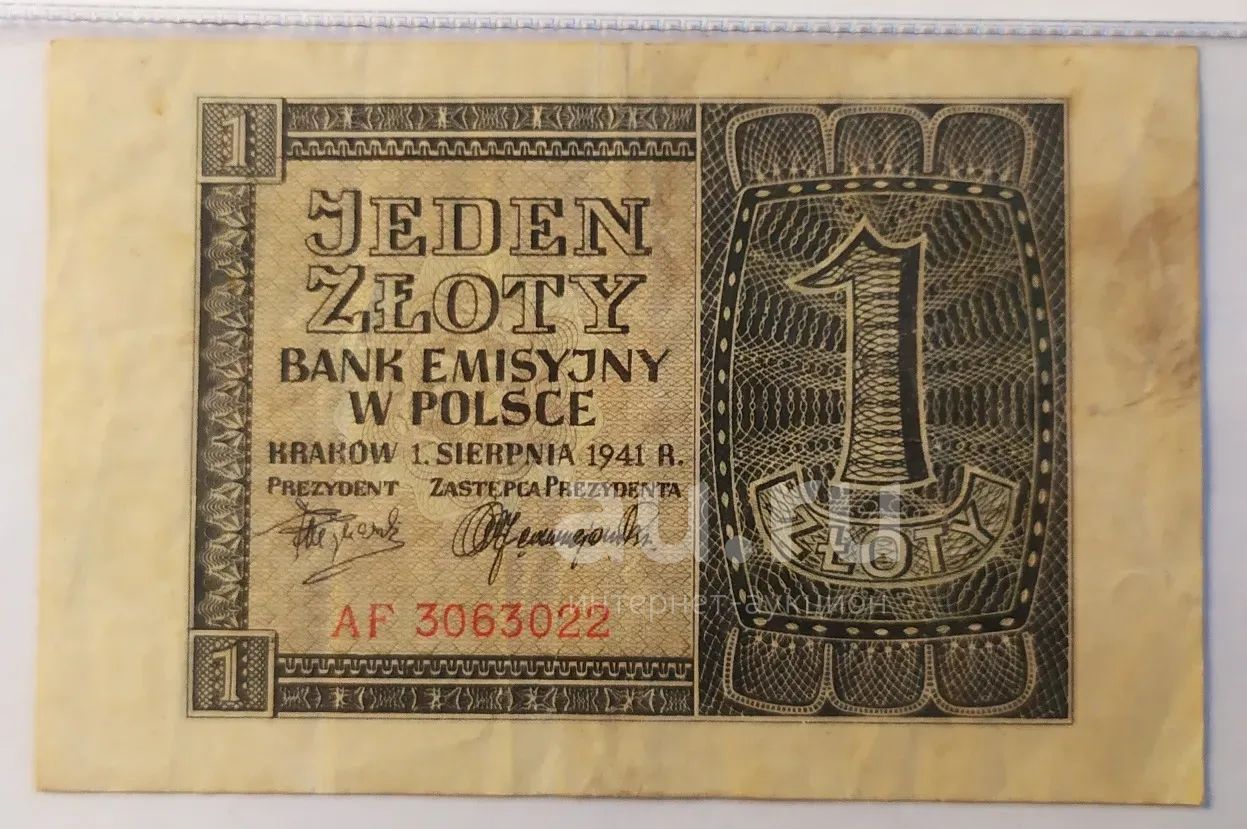 1
JEDEN
ZŁOTY
BANK EMISYJNY
W POLSCE
KRAKÓW 1. SIERPNIA 1941 R.
PREZYDENT ZASTĘPCA PREZYDENTA
AF 3063022
1
1
ZŁOTY
au.ru
интернет-аукцион